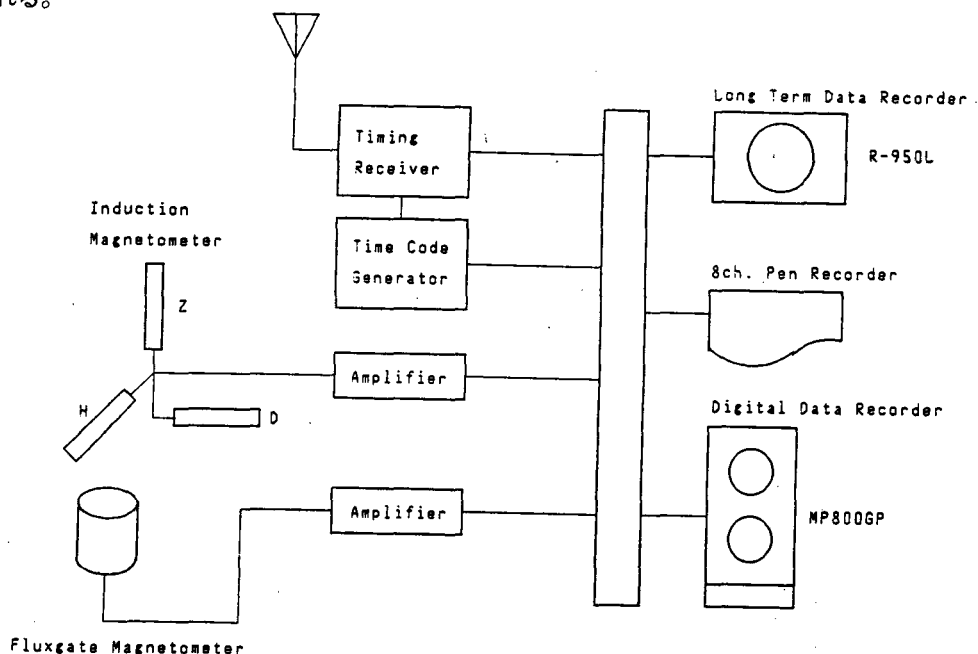 Long Term Data Recorder
Timing
Receiver
R-950L
Induction
Magnetometer
Time Code
Generator
Z
8ch. Pen Recorder
Amplifier
H
D
Digital Data Recorder
Amplifier
MP800GP
Fluxgate Magnetometer